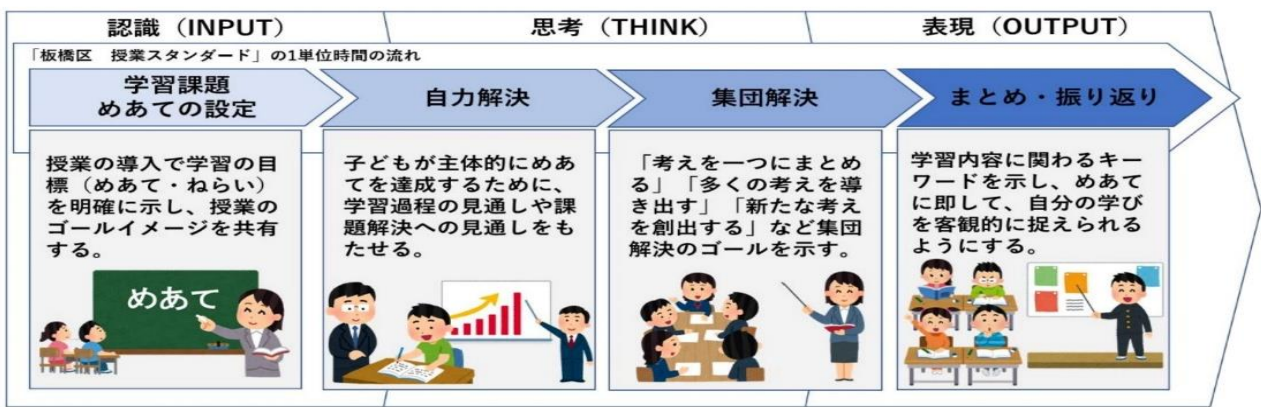 認識（INPUT）
思考（THINK）
表現（OUTPUT）
「板橋区　授業スタンダード」の1単位時間の流れ
学習課題
めあての設定
自力解決
集団解決
まとめ・振り返り
授業の導入で学習の目
標（めあて・ねらい）
を明確に示し、授業の
ゴールイメージを共有
する。
めあて
子どもが主体的にめあ
てを達成するために、
学習過程の見通しや課
題解決への見通しをも
たせる。
「考えを一つにまとめ
る」「多くの考えを導
き出す」「新たな考え
を創出する」など集団
解決のゴールを示す。
学習内容に関わるキー
ワードを示し、めあて
に即して、自分の学び
を客観的に捉えられる
ようにする。